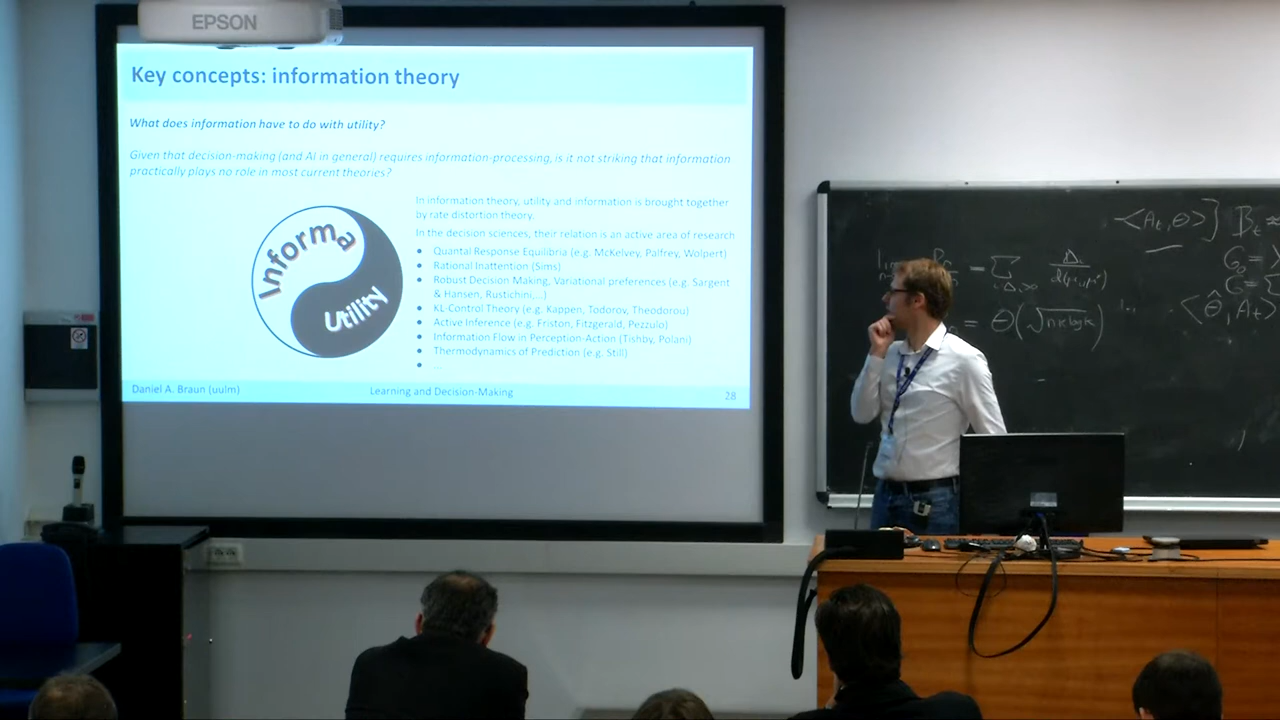 EPSON
Key concepts: information theory
What does information have to do with utility?
Given that decision-making (and AI in general) requires information-processing, is it not striking that information
practically plays no role in most current theories?
Informa
Utility
In information theory, utility and information is brought together
by rate distortion theory.
In the decision sciences, their relation is an active area of research
• Quantal Response Equilibria (e.g. McKelvey, Palfrey, Wolpert)
• Rational Inattention (Sims)
• Robust Decision Making, Variational preferences (e.g. Sargent
& Hansen, Rustichini,...)
• KL-Control Theory (e.g. Kappen, Todorov, Theodorou)
• Active Inference (e.g. Friston, Fitzgerald, Pezzulo)
• Information Flow in Perception-Action (Tishby, Polani)
• Thermodynamics of Prediction (e.g. Still)
• ...
Daniel A. Braun (uulm) Learning and Decision-Making 28
<At, Θ>] Bt
<Θ̂, At>